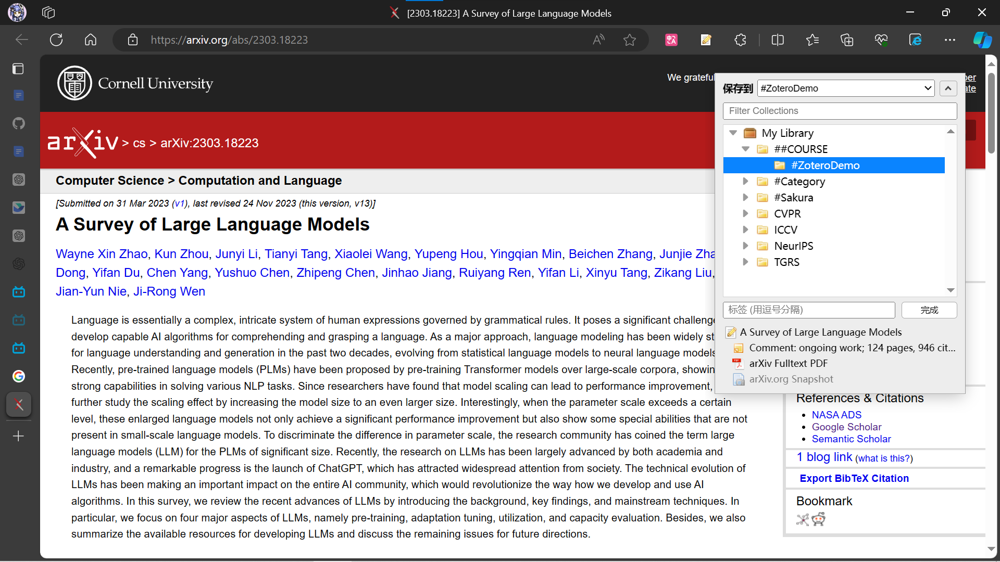 [2303.18223] A Survey of Large Language Models
https://arxiv.org/abs/2303.18223
Cornell University
We grateful
ber
ate
arXiv > cs > arXiv:2303.18223
Computer Science > Computation and Language
[Submitted on 31 Mar 2023 (v1), last revised 24 Nov 2023 (this version, v13)]
A Survey of Large Language Models
Wayne Xin Zhao, Kun Zhou, Junyi Li, Tianyi Tang, Xiaolei Wang, Yupeng Hou, Yingqian Min, Beichen Zhang, Junjie Zha
Dong, Yifan Du, Chen Yang, Yushuo Chen, Zhipeng Chen, Jinhao Jiang, Ruiyang Ren, Yifan Li, Xinyu Tang, Zikang Liu,
Jian-Yun Nie, Ji-Rong Wen
Language is essentially a complex, intricate system of human expressions governed by grammatical rules. It poses a significant challenge
develop capable AI algorithms for comprehending and grasping a language. As a major approach, language modeling has been widely st
for language understanding and generation in the past two decades, evolving from statistical language models to neural language models
Recently, pre-trained language models (PLMs) have been proposed by pre-training Transformer models over large-scale corpora, showin
strong capabilities in solving various NLP tasks. Since researchers have found that model scaling can lead to performance improvement,
further study the scaling effect by increasing the model size to an even larger size. Interestingly, when the parameter scale exceeds a certain
level, these enlarged language models not only achieve a significant performance improvement but also show some special abilities that are not
present in small-scale language models. To discriminate the difference in parameter scale, the research community has coined the term large
language models (LLM) for the PLMs of significant size. Recently, the research on LLMs has been largely advanced by both academia and
industry, and a remarkable progress is the launch of ChatGPT, which has attracted widespread attention from society. The technical evolution of
LLMs has been making an important impact on the entire AI community, which would revolutionize the way how we develop and use AI
algorithms. In this survey, we review the recent advances of LLMs by introducing the background, key findings, and mainstream techniques. In
particular, we focus on four major aspects of LLMs, namely pre-training, adaptation tuning, utilization, and capacity evaluation. Besides, we also
summarize the available resources for developing LLMs and discuss the remaining issues for future directions.
保存到 #ZoteroDemo
Filter Collections
My Library
##COURSE
#ZoteroDemo
#Category
#Sakura
CVPR
ICCV
NeurIPS
TGRS
标签 (用逗号分隔) 完成
A Survey of Large Language Models
Comment: ongoing work; 124 pages, 946 cit...
arXiv Fulltext PDF
arXiv.org Snapshot
References & Citations
NASA ADS
Google Scholar
Semantic Scholar
1 blog link (what is this?)
Export BibTeX Citation
Bookmark